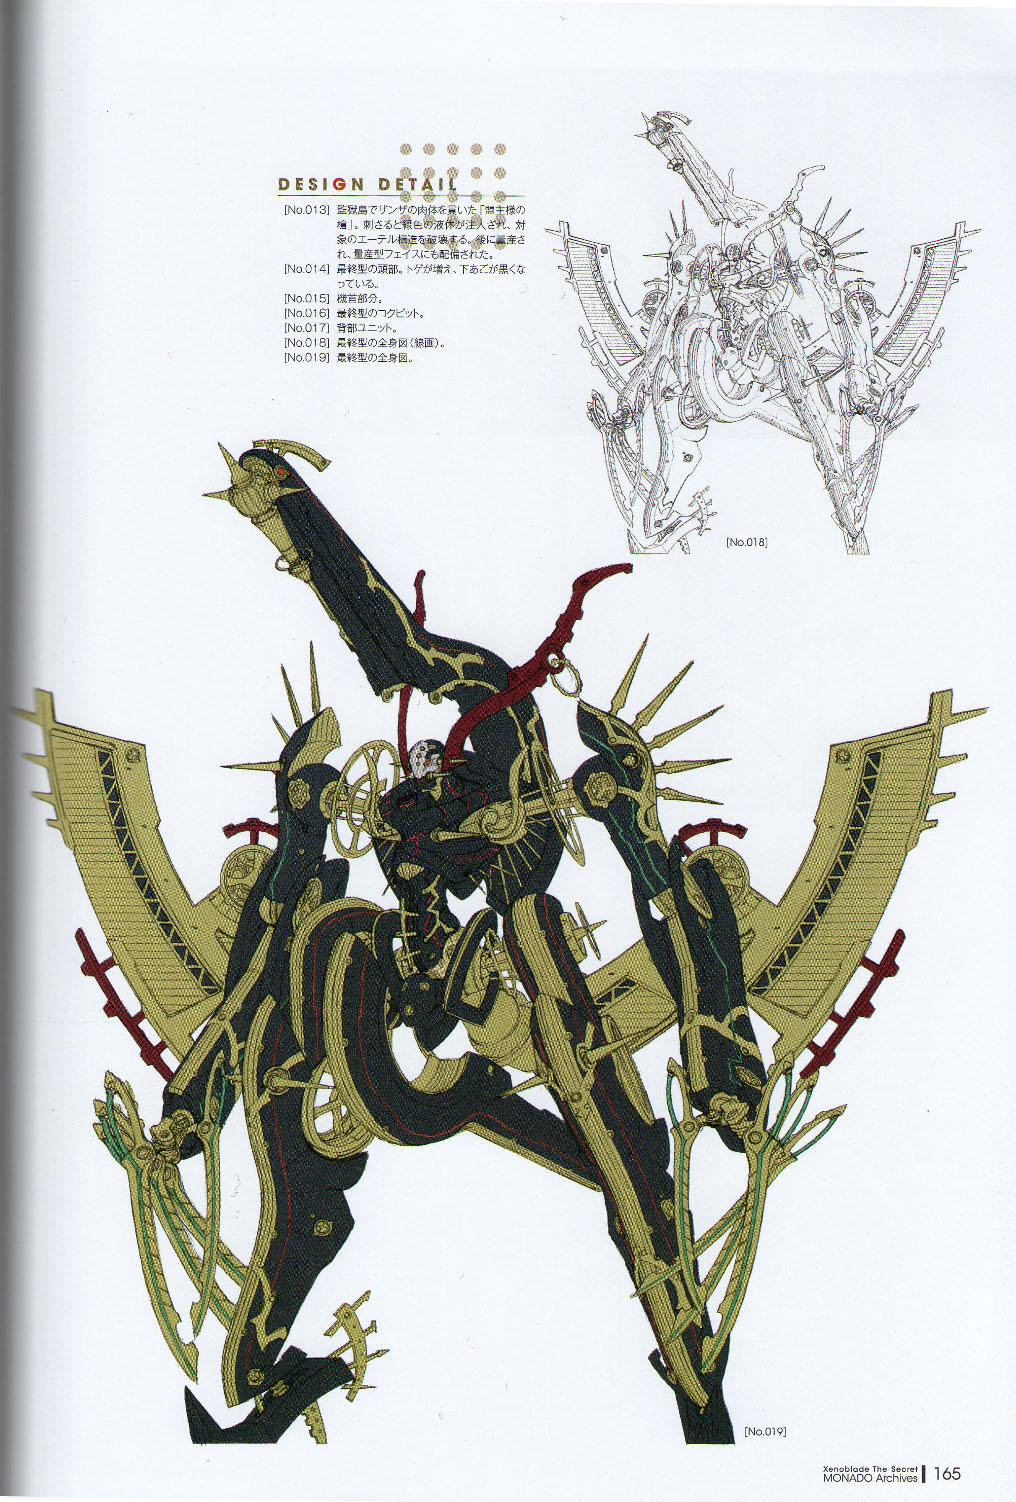 DESIGN DETAIL
[No.013] 監獄島でザンザの肉体を貫いた「盟主様の
槍」。刺さると緑色の液体が注入され、対
象のエーテル構造を破壊する。後に量産さ
れ、量産型フェイスにも配備された。
[No.014] 最終型の頭部。トゲが増え、下あごが黒くな
っている。
[No.015] 機首部分。
[No.016] 最終型のコクピット。
[No.017] 背部ユニット。
[No.018] 最終型の全身図(線画)。
[No.019] 最終型の全身図。
[No.018]
[No.019]
Xenoblade The Secret
MONADO Archives 165